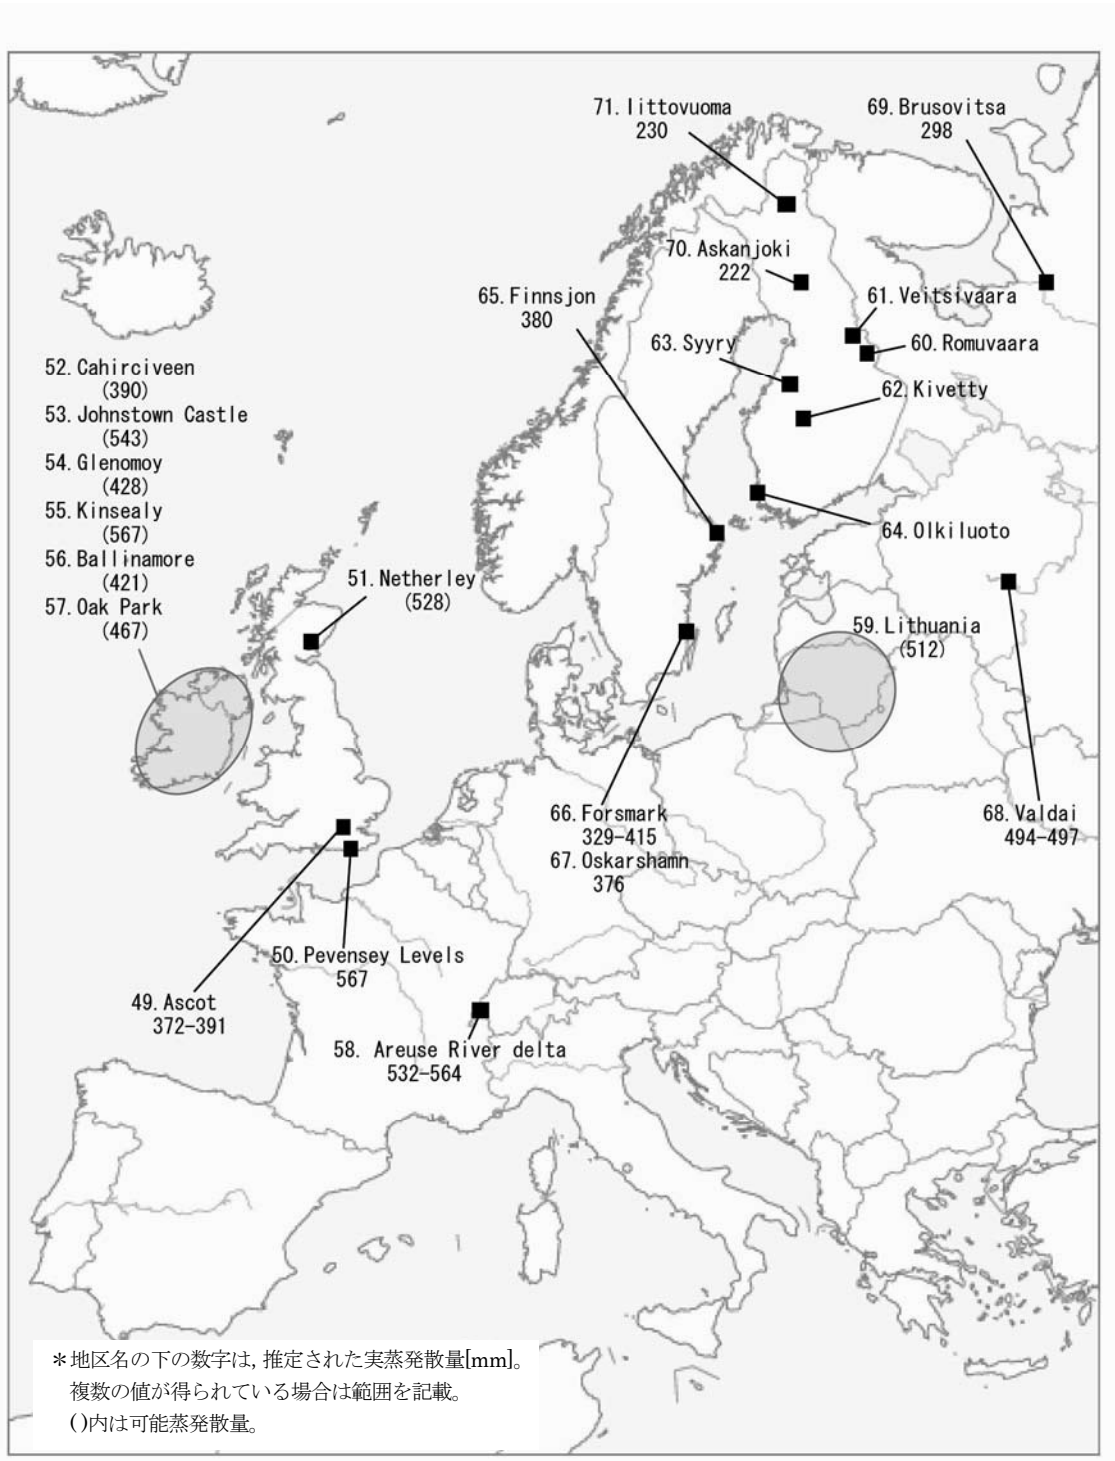 71. Iittovuoma
230
69. Brusovitsa
298
70. Askanjoki
222
65. Finnsjon
380
61. Veitsivaara
63. Syyry
60. Romuvaara
62. Kivetty
52. Cahirciveen
(390)
53. Johnstown Castle
(543)
54. Glenomoy
(428)
55. Kinsealy
(567)
56. Ballinamore
(421)
57. Oak Park
(467)
51. Netherley
(528)
64. Olkiluoto
59. Lithuania
(512)
66. Forsmark
329-415
67. Oskarshamn
376
68. Valdai
494-497
50. Pevensey Levels
567
49. Ascot
372-391
58. Areuse River delta
532-564
＊地区名の下の数字は, 推定された実蒸発散量[mm]。
複数の値が得られている場合は範囲を記載。
()内は可能蒸発散量。